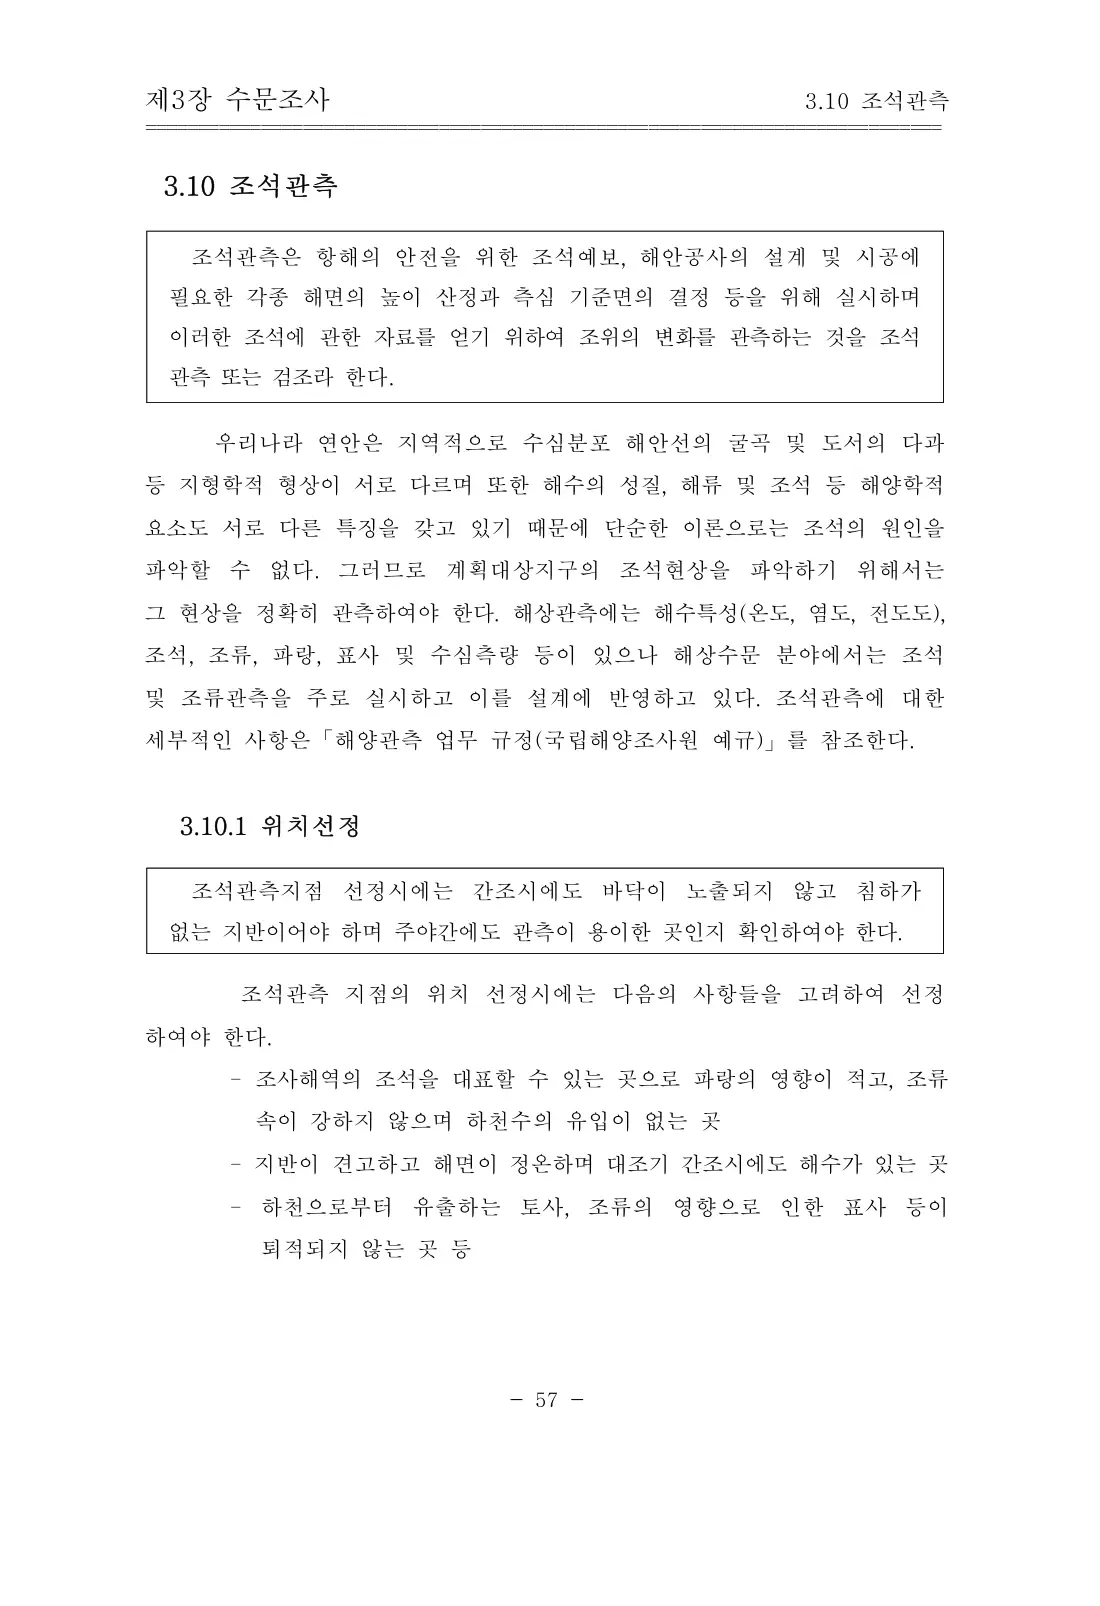 제3장 수문조사
3.10 조석관측
3.10 조석관측
조석관측은 항해의 안전을 위한 조석예보, 해안공사의 설계 및 시공에
필요한 각종 해면의 높이 산정과 측심 기준면의 결정 등을 위해 실시하며
이러한 조석에 관한 자료를 얻기 위하여 조위의 변화를 관측하는 것을 조석
관측 또는 검조라 한다.
우리나라 연안은 지역적으로 수심분포 해안선의 굴곡 및 도서의 다과
등 지형학적 형상이 서로 다르며 또한 해수의 성질, 해류 및 조석 등 해양학적
요소도 서로 다른 특징을 갖고 있기 때문에 단순한 이론으로는 조석의 원인을
파악할 수 없다. 그러므로 계획대상지구의 조석현상을 파악하기 위해서는
그 현상을 정확히 관측하여야 한다. 해상관측에는 해수특성(온도, 염도, 전도도),
조석, 조류, 파랑, 표사 및 수심측량 등이 있으나 해상수문 분야에서는 조석
및 조류관측을 주로 실시하고 이를 설계에 반영하고 있다. 조석관측에 대한
세부적인 사항은「해양관측 업무 규정(국립해양조사원 예규)」를 참조한다.
3.10.1 위치선정
조석관측지점 선정시에는 간조시에도 바닥이 노출되지 않고 침하가
없는 지반이어야 하며 주야간에도 관측이 용이한 곳인지 확인하여야 한다.
조석관측 지점의 위치 선정시에는 다음의 사항들을 고려하여 선정
하여야 한다.
- 조사해역의 조석을 대표할 수 있는 곳으로 파랑의 영향이 적고, 조류
속이 강하지 않으며 하천수의 유입이 없는 곳
- 지반이 견고하고 해면이 정온하며 대조기 간조시에도 해수가 있는 곳
- 하천으로부터 유출하는 토사, 조류의 영향으로 인한 표사 등이
퇴적되지 않는 곳 등
- 57 -